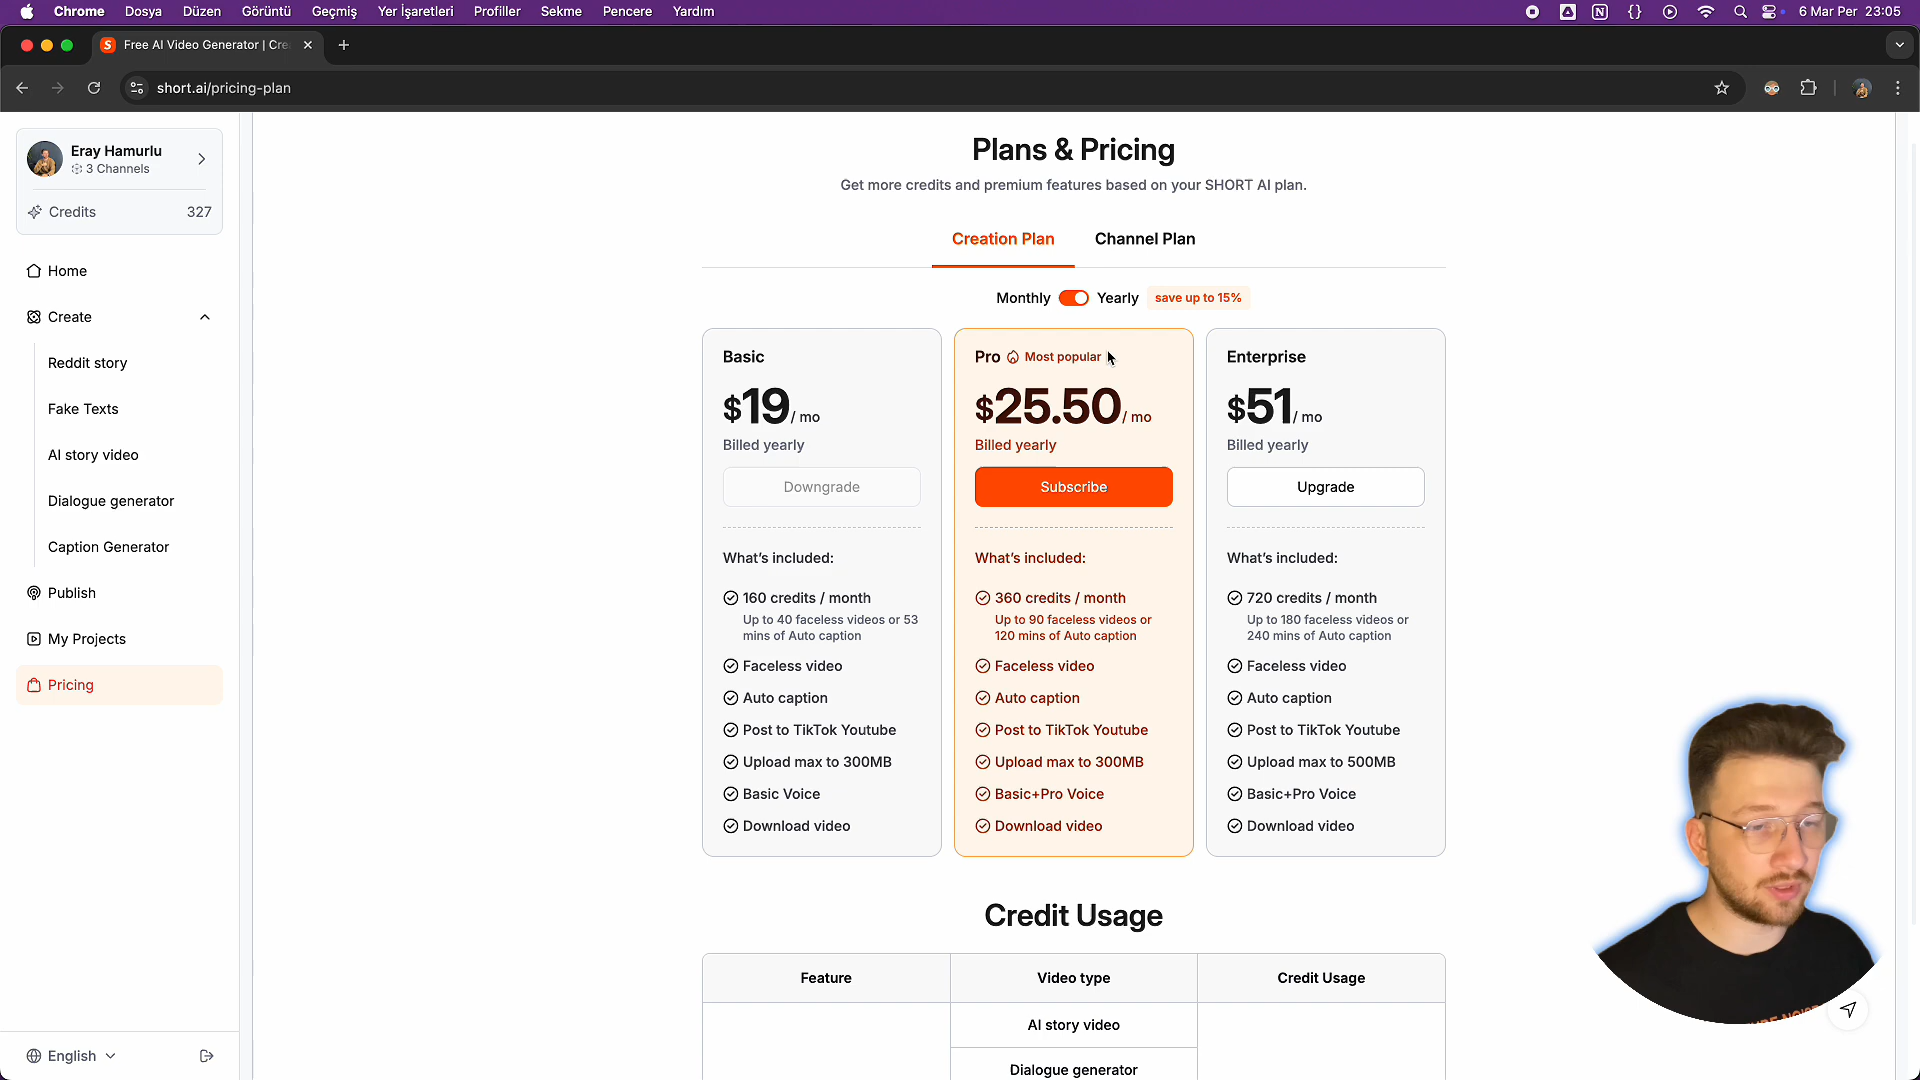 Chrome Dosya Düzen Görüntü Geçmiş Yer İşaretleri Profiller Sekme Pencere Yardım 6 Mar Per 23:05
Free AI Video Generator | Cre
short.ai/pricing-plan
Eray Hamurlu
3 Channels
Credits 327
Home
Create
Reddit story
Fake Texts
AI story video
Dialogue generator
Caption Generator
Publish
My Projects
Pricing
English
Plans & Pricing
Get more credits and premium features based on your SHORT AI plan.
Creation Plan Channel Plan
Monthly Yearly save up to 15%
Basic
$19/ mo
Billed yearly
Downgrade
What's included:
160 credits / month
Up to 40 faceless videos or 53
mins of Auto caption
Faceless video
Auto caption
Post to TikTok Youtube
Upload max to 300MB
Basic Voice
Download video
Pro Most popular
$25.50/ mo
Billed yearly
Subscribe
What's included:
360 credits / month
Up to 90 faceless videos or
120 mins of Auto caption
Faceless video
Auto caption
Post to TikTok Youtube
Upload max to 300MB
Basic+Pro Voice
Download video
Enterprise
$51/ mo
Billed yearly
Upgrade
What's included:
720 credits / month
Up to 180 faceless videos or
240 mins of Auto caption
Faceless video
Auto caption
Post to TikTok Youtube
Upload max to 500MB
Basic+Pro Voice
Download video
Credit Usage
Feature Video type Credit Usage
AI story video
Dialogue generator